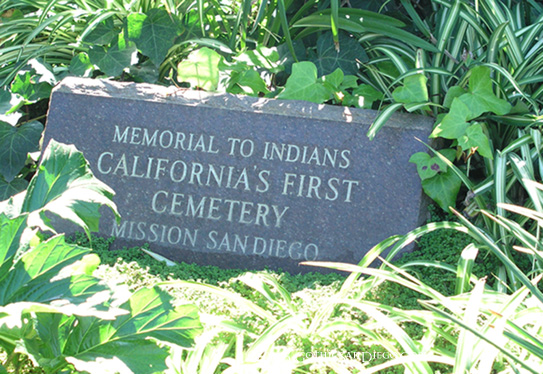 MEMORIAL TO INDIANS
CALIFORNIA'S FIRST
CEMETERY
MISSION SAN DIEGO